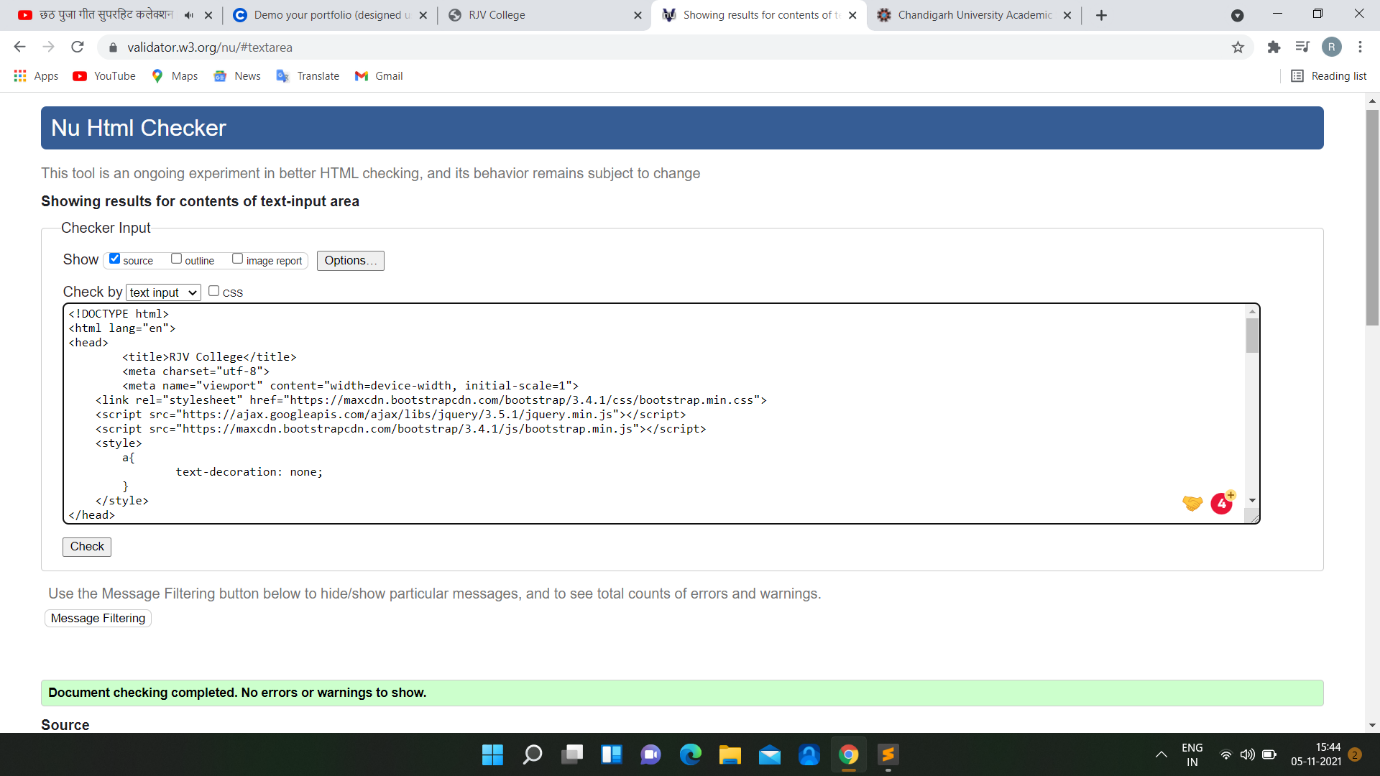 छठ पुजा गीत सुपरहिट कलेक्शन
Demo your portfolio (designed u
RJV College
Showing results for contents of t
Chandigarh University Academic
validator.w3.org/nu/#textarea
R
Apps YouTube Maps News Translate Gmail Reading list
Nu Html Checker
This tool is an ongoing experiment in better HTML checking, and its behavior remains subject to change
Showing results for contents of text-input area
Checker Input
Show source outline image report Options...
Check by text input css
<!DOCTYPE html>
<html lang="en">
<head>
<title>RJV College</title>
<meta charset="utf-8">
<meta name="viewport" content="width=device-width, initial-scale=1">
<link rel="stylesheet" href="https://maxcdn.bootstrapcdn.com/bootstrap/3.4.1/css/bootstrap.min.css">
<script src="https://ajax.googleapis.com/ajax/libs/jquery/3.5.1/jquery.min.js"></script>
<script src="https://maxcdn.bootstrapcdn.com/bootstrap/3.4.1/js/bootstrap.min.js"></script>
<style>
a{
text-decoration: none;
}
</style>
</head>
4
Check
Use the Message Filtering button below to hide/show particular messages, and to see total counts of errors and warnings.
Message Filtering
Document checking completed. No errors or warnings to show.
Source
ENG
IN
15:44
05-11-2021
2